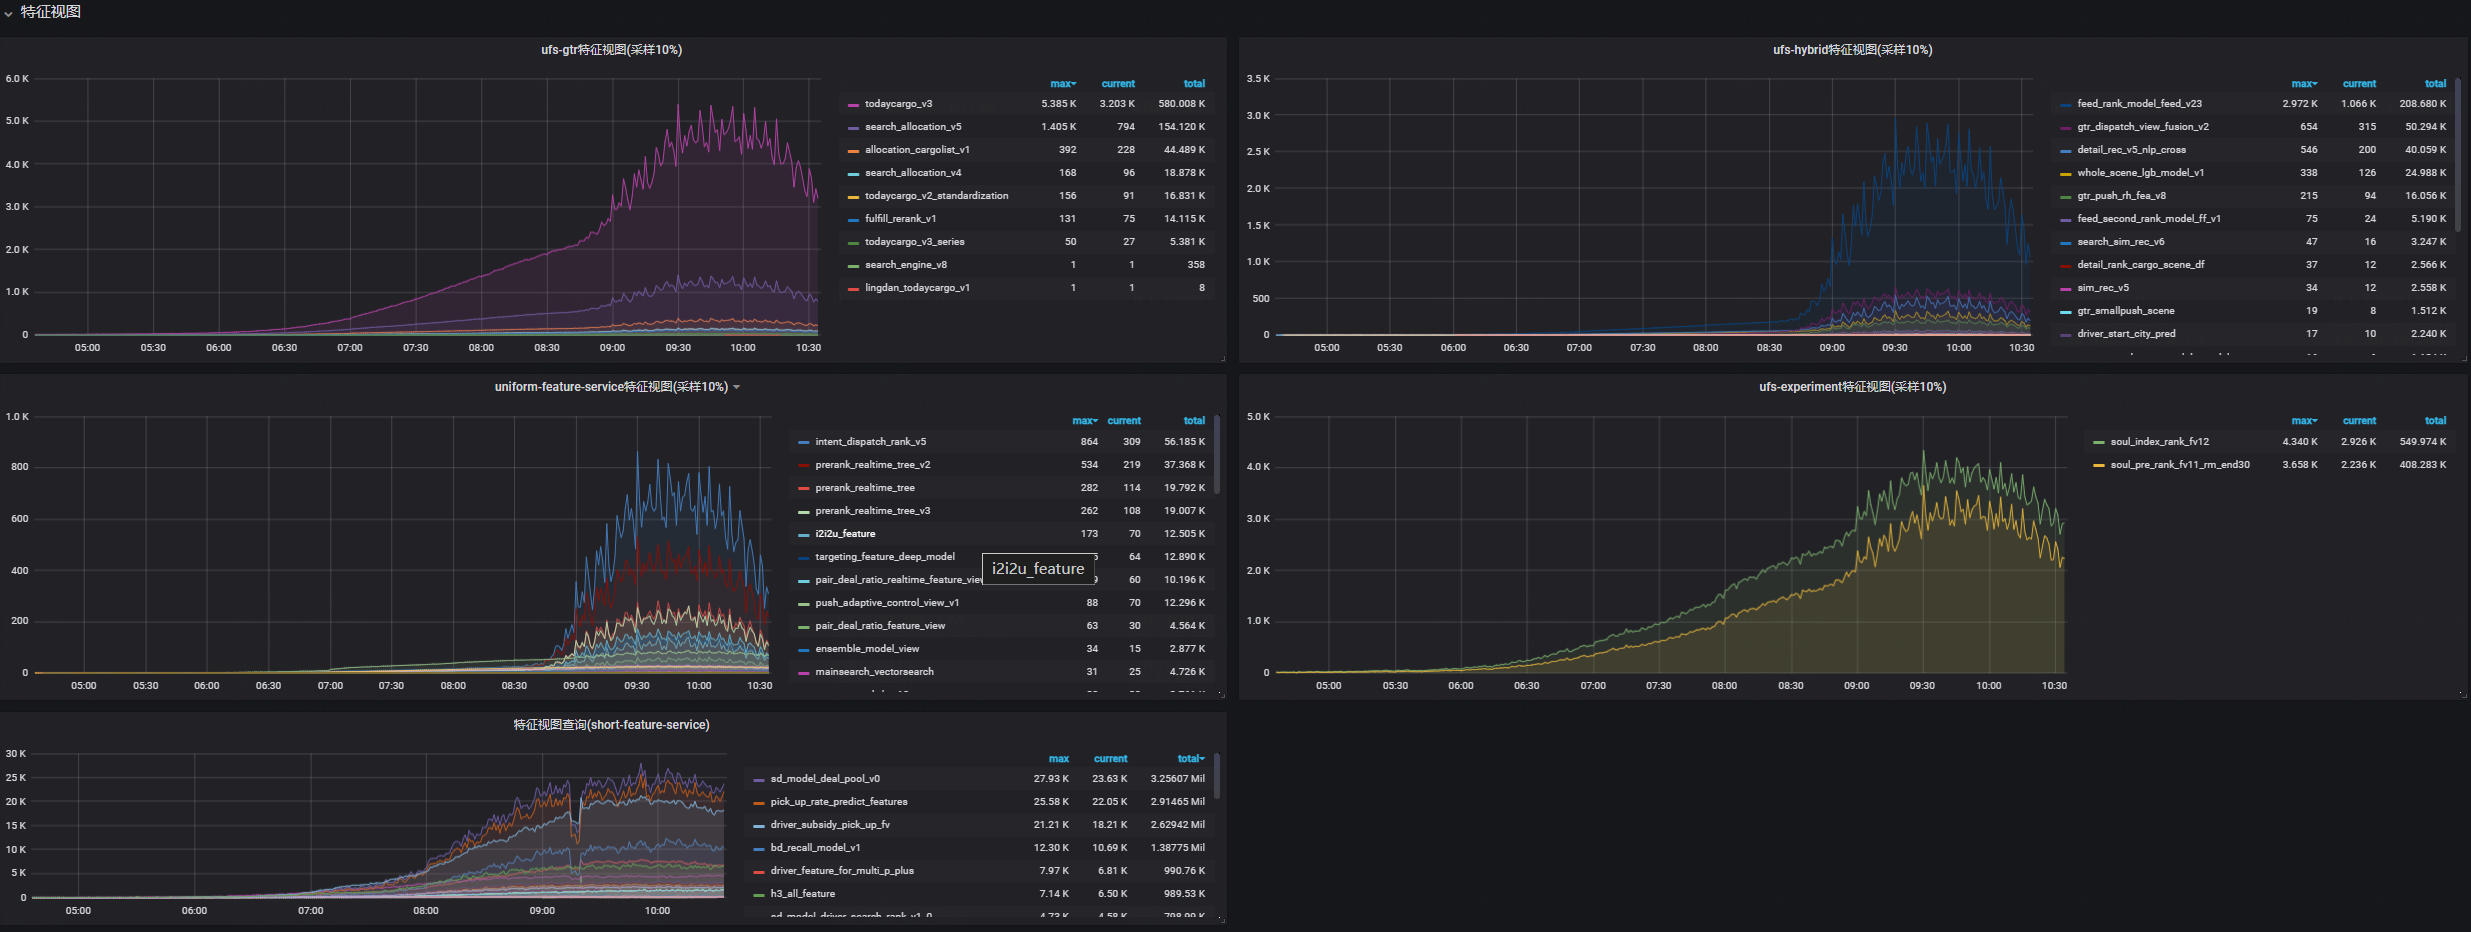 特征视图
ufs-gtr特征视图(采样10%)
6.0 K
5.0 K
4.0 K
3.0 K
2.0 K
1.0 K
0
05:00 05:30 06:00 06:30 07:00 07:30 08:00 08:30 09:00 09:30 10:00 10:30
max current total
todaycargo_v3 5.385 K 3.203 K 580.008 K
search_allocation_v5 1.405 K 794 154.120 K
allocation_cargolist_v1 392 228 44.489 K
search_allocation_v4 168 96 18.878 K
todaycargo_v2_standardization 156 91 16.831 K
fulfill_rerank_v1 131 75 14.115 K
todaycargo_v3_series 50 27 5.381 K
search_engine_v8 1 1 358
lingdan_todaycargo_v1 1 1 8
ufs-hybrid特征视图(采样10%)
3.5 K
3.0 K
2.5 K
2.0 K
1.5 K
1.0 K
500
0
05:00 05:30 06:00 06:30 07:00 07:30 08:00 08:30 09:00 09:30 10:00 10:30
max current total
feed_rank_model_feed_v23 2.972 K 1.066 K 208.680 K
gtr_dispatch_view_fusion_v2 654 315 50.294 K
detail_rec_v5_nlp_cross 546 200 40.059 K
whole_scene_lgb_model_v1 338 126 24.988 K
gtr_push_rh_fea_v8 215 94 16.056 K
feed_second_rank_model_ff_v1 75 24 5.190 K
search_sim_rec_v6 47 16 3.247 K
detail_rank_cargo_scene_df 37 12 2.566 K
sim_rec_v5 34 12 2.558 K
gtr_smallpush_scene 19 8 1.512 K
driver_start_city_pred 17 10 2.240 K
uniform-feature-service特征视图(采样10%)
1.0 K
800
600
400
200
0
05:00 05:30 06:00 06:30 07:00 07:30 08:00 08:30 09:00 09:30 10:00 10:30
max current total
intent_dispatch_rank_v5 864 309 56.185 K
prerank_realtime_tree_v2 534 219 37.368 K
prerank_realtime_tree 282 114 19.792 K
prerank_realtime_tree_v3 262 108 19.007 K
i2i2u_feature 173 70 12.505 K
targeting_feature_deep_model 64 12.890 K
i2i2u_feature
pair_deal_ratio_realtime_feature_view 60 10.196 K
push_adaptive_control_view_v1 88 70 12.296 K
pair_deal_ratio_feature_view 63 30 4.564 K
ensemble_model_view 34 15 2.877 K
mainsearch_vectorsearch 31 25 4.726 K
ufs-experiment特征视图(采样10%)
5.0 K
4.0 K
3.0 K
2.0 K
1.0 K
0
05:00 05:30 06:00 06:30 07:00 07:30 08:00 08:30 09:00 09:30 10:00 10:30
max current total
soul_index_rank_fv12 4.340 K 2.926 K 549.974 K
soul_pre_rank_fv11_rm_end30 3.658 K 2.236 K 408.283 K
特征视图查询(short-feature-service)
30 K
25 K
20 K
15 K
10 K
5 K
0
05:00 06:00 07:00 08:00 09:00 10:00
max current total
sd_model_deal_pool_v0 27.93 K 23.63 K 3.25607 Mil
pick_up_rate_predict_features 25.58 K 22.05 K 2.91465 Mil
driver_subsidy_pick_up_fv 21.21 K 18.21 K 2.62942 Mil
bd_recall_model_v1 12.30 K 10.69 K 1.38775 Mil
driver_feature_for_multi_p_plus 7.97 K 6.81 K 990.76 K
h3_all_feature 7.14 K 6.50 K 989.53 K
sd_model_driver_search_rank_v1_0 4.73 K 4.58 K 798.99 K